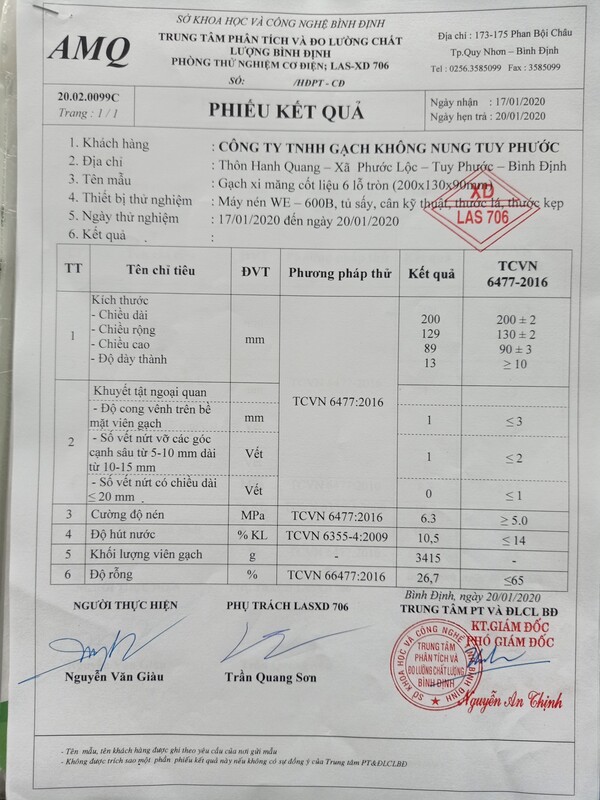 AMQ
SỞ KHOA HỌC VÀ CÔNG NGHỆ BÌNH ĐỊNH
TRUNG TÂM PHÂN TÍCH VÀ ĐO LƯỜNG CHẤT
LƯỢNG BÌNH ĐỊNH
PHÒNG THỬ NGHIỆM CƠ ĐIỆN; LAS-XD 706
SỐ: /HĐPT - CĐ
Địa chỉ : 173-175 Phan Bội Châu
Tp.Quy Nhơn – Bình Định
Tel : 0256.3585099 Fax : 3585099
20.02.0099C
Trang : 1 / 1
PHIẾU KẾT QUẢ
Ngày nhận : 17/01/2020
Ngày hẹn trả : 20/01/2020
1. Khách hàng : CÔNG TY TNHH GẠCH KHÔNG NUNG TUY PHƯỚC
2. Địa chỉ : Thôn Hanh Quang – Xã Phước Lộc – Tuy Phước – Bình Định
3. Tên mẫu : Gạch xi măng cốt liệu 6 lỗ tròn (200x130x90mm)
4. Thiết bị thử nghiệm : Máy nén WE – 600B, tủ sấy, cân kỹ thuật, thước lá, thước kẹp
5. Ngày thử nghiệm : 17/01/2020 đến ngày 20/01/2020
6. Kết quả :
XD
LAS 706
TT Tên chỉ tiêu ĐVT Phương pháp thử Kết quả TCVN 6477-2016
1 Kích thước mm TCVN 6477:2016
- Chiều dài 200 200 ± 2
- Chiều rộng 129 130 ± 2
- Chiều cao 89 90 ± 3
- Độ dày thành 13 ≥ 10
2 Khuyết tật ngoại quan
- Độ cong vênh trên bề
mặt viên gạch mm 1 ≤ 3
- Số vết nứt vỡ các góc
cạnh sâu từ 5-10 mm dài Vết 1 ≤ 2
từ 10-15 mm
- Số vết nứt có chiều dài
≤ 20 mm Vết 0 ≤ 1
3 Cường độ nén MPa TCVN 6477:2016 6.3 ≥ 5.0
4 Độ hút nước % KL TCVN 6355-4:2009 10,5 ≤ 14
5 Khối lượng viên gạch g - 3415 -
6 Độ rỗng % TCVN 66477:2016 26,7 ≤65
Bình Định, ngày 20/01/2020
NGƯỜI THỰC HIỆN PHỤ TRÁCH LASXD 706 TRUNG TÂM PT VÀ ĐLCL BĐ
KT.GIÁM ĐỐC
PHÓ GIÁM ĐỐC
SỞ KHOA HỌC VÀ CÔNG NGHỆ TỈNH BÌNH ĐỊNH
TRUNG TÂM
PHÂN TÍCH VÀ
ĐO LƯỜNG CHẤT LƯỢNG
BÌNH ĐỊNH
Nguyễn Văn Giàu Trần Quang Sơn Nguyễn An Thịnh
- Tên mẫu, tên khách hàng được ghi theo yêu cầu của nơi gửi mẫu
- Không được trích sao một phần phiếu kết quả này nếu không có sự đồng ý của Trung tâm PT&ĐLCLBĐ